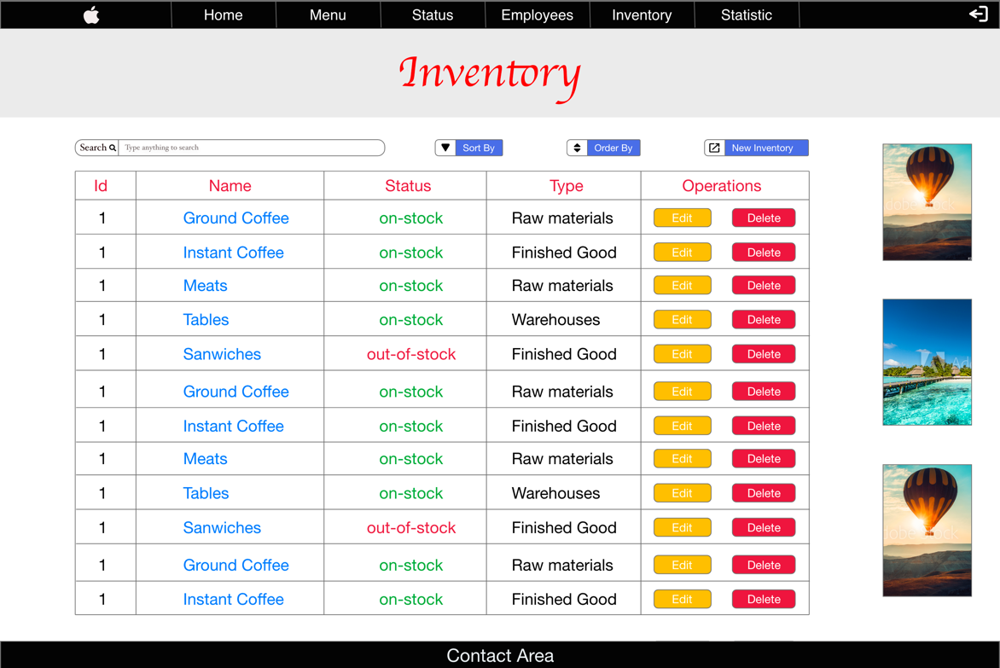 Home Menu Status Employees Inventory Statistic
Inventory
Search Type anything to search Sort By Order By New Inventory
Id Name Status Type Operations
1 Ground Coffee on-stock Raw materials Edit Delete
1 Instant Coffee on-stock Finished Good Edit Delete
1 Meats on-stock Raw materials Edit Delete
1 Tables on-stock Warehouses Edit Delete
1 Sanwiches out-of-stock Finished Good Edit Delete
1 Ground Coffee on-stock Raw materials Edit Delete
1 Instant Coffee on-stock Finished Good Edit Delete
1 Meats on-stock Raw materials Edit Delete
1 Tables on-stock Warehouses Edit Delete
1 Sanwiches out-of-stock Finished Good Edit Delete
1 Ground Coffee on-stock Raw materials Edit Delete
1 Instant Coffee on-stock Finished Good Edit Delete
Contact Area